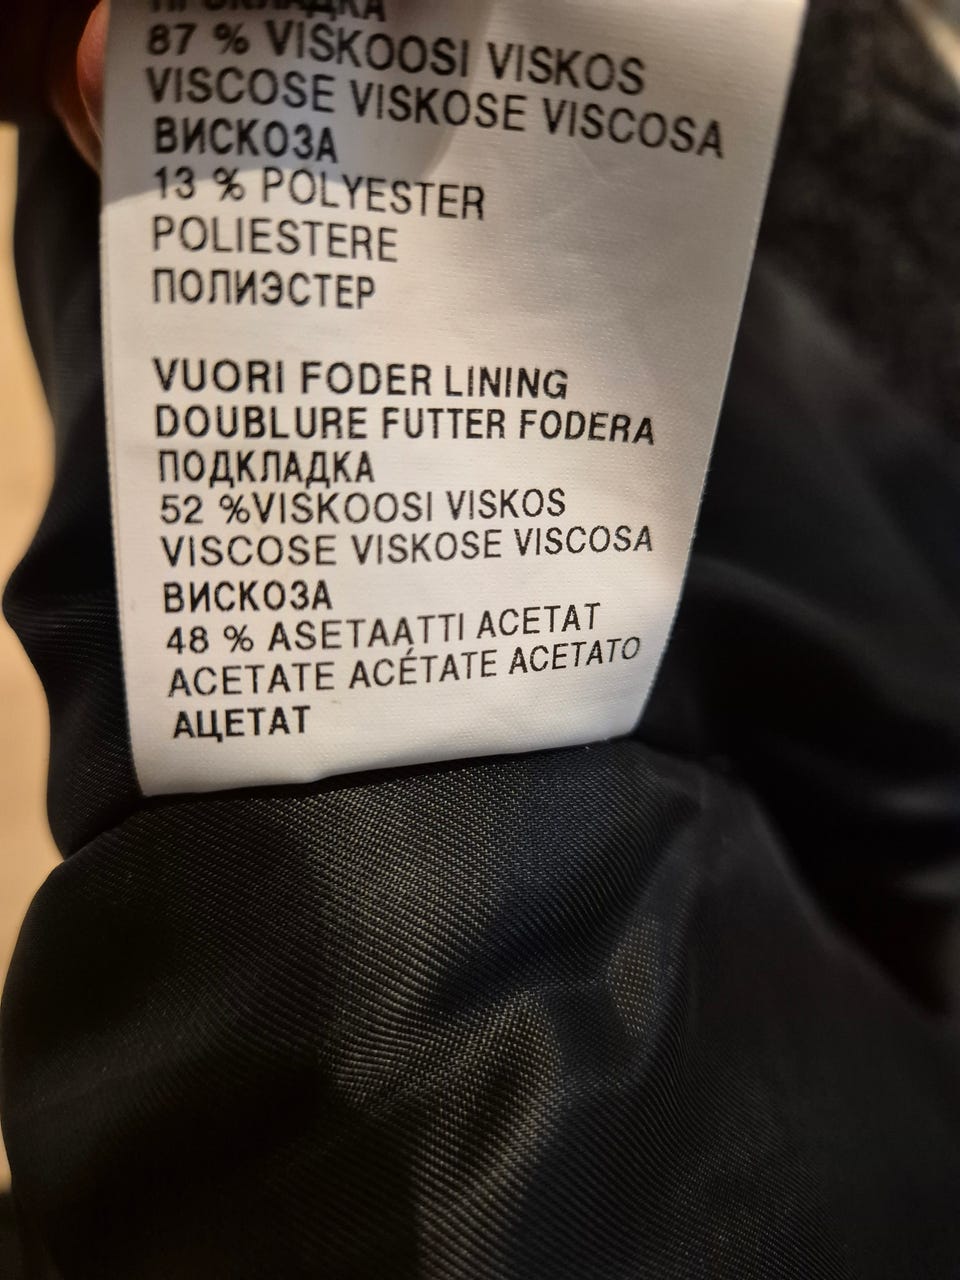 ПРОКЛАДКА
87 % VISKOOSI VISKOS
VISCOSE VISKOSE VISCOSA
ВИСКОЗА
13 % POLYESTER
POLIESTERE
ПОЛИЭСТЕР
VUORI FODER LINING
DOUBLURE FUTTER FODERA
ПОДКЛАДКА
52 %VISKOOSI VISKOS
VISCOSE VISKOSE VISCOSA
ВИСКОЗА
48 % ASETAATTI ACETAT
ACETATE ACÉTATE ACETATO
АЦЕТАТ